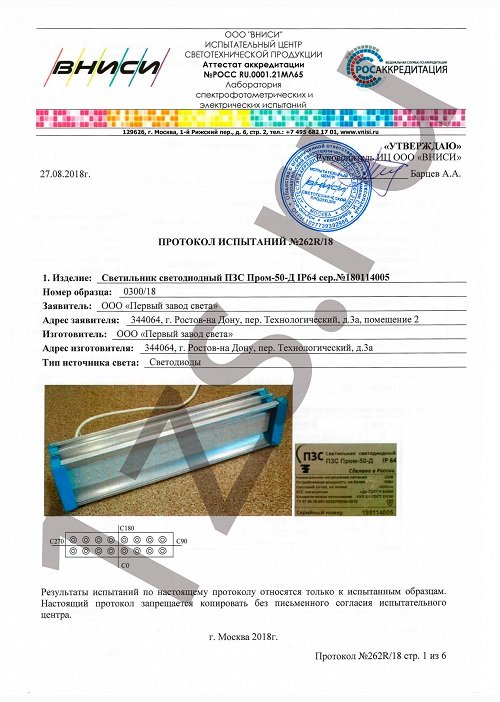 ВНИСИ
ООО "ВНИСИ"
ИСПЫТАТЕЛЬНЫЙ ЦЕНТР
СВЕТОТЕХНИЧЕСКОЙ ПРОДУКЦИИ
Аттестат аккредитации
№РОСС RU.0001.21МЛ65
Лаборатория
спектрофотометрических и
электрических испытаний
ФЕДЕРАЛЬНАЯ СЛУЖБА ПО АККРЕДИТАЦИИ
РОСАККРЕДИТАЦИЯ
129626, г. Москва, 1-й Рижский пер., д. 6, стр. 2, тел.: +7 495 682 17 01, www.vnisi.ru
«УТВЕРЖДАЮ»
Руководитель ИЦ ООО «ВНИСИ»
27.08.2018г.
Барцев А.А.
ИСПЫТАТЕЛЬНЫЙ
ЦЕНТР
ВНИСИ
СВЕТОТЕХНИЧЕСКОЙ
ПРОДУКЦИИ
МОСКВА
ПРОТОКОЛ ИСПЫТАНИЙ №262R/18
1. Изделие: Светильник светодиодный ПЗС Пром-50-Д IP64 сер.№180114005
Номер образца: 0300/18
Заявитель: ООО «Первый завод света»
Адрес заявителя: 344064, г. Ростов-на Дону, пер. Технологический, д.3а, помещение 2
Изготовитель: ООО «Первый завод света»
Адрес изготовителя: 344064, г. Ростов-на Дону, пер. Технологический, д.3а
Тип источника света: Светодиоды
ПЗС
Светильник светодиодный
ПЗС Пром-50-Д IP 64
Сделано в Ростове
Серийный номер: 180114005
C180
C270
C90
C0
Результаты испытаний по настоящему протоколу относятся только к испытанным образцам.
Настоящий протокол запрещается копировать без письменного согласия испытательного
центра.
г. Москва 2018г.
Протокол №262R/18 стр. 1 из 6